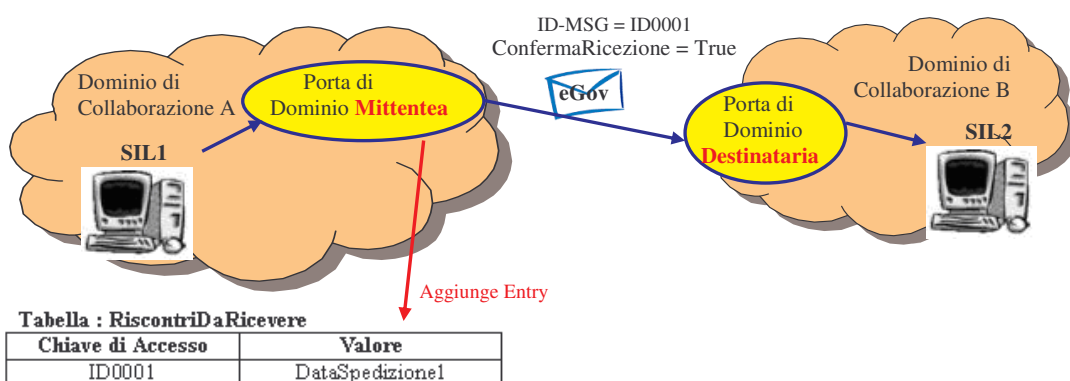 ID-MSG = ID0001
ConfermaRicezione = True
Dominio di
Collaborazione A
Porta di
Dominio Mittentea
eGov
Porta di
Dominio
Destinataria
Dominio di
Collaborazione B
SIL1
SIL2
Aggiunge Entry
Tabella : RiscontriDaRicevere
Chiave di Accesso Valore
ID0001 DataSpedizione1